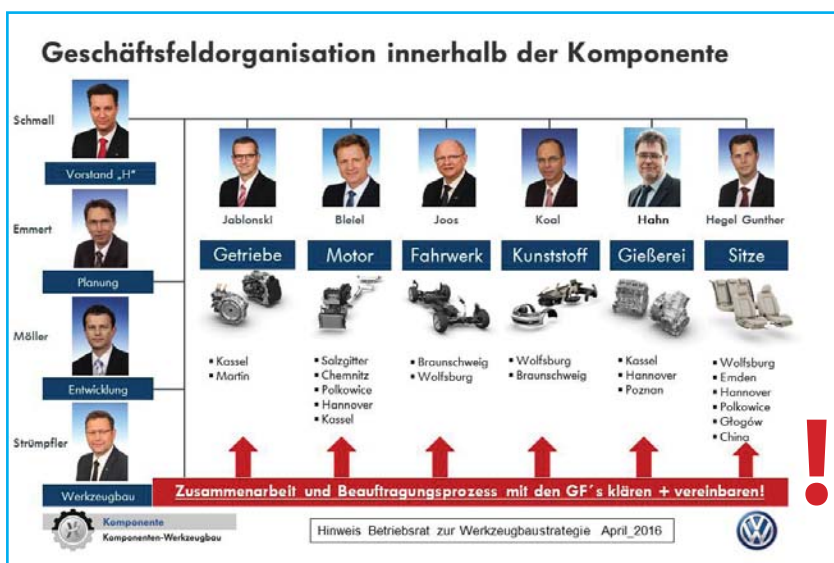 Geschäftsfeldorganisation innerhalb der Komponente
Schmall
Vorstand „H"
Emmert
Planung
Möller
Entwicklung
Strümpfler
Werkzeugbau
Jablonski
Getriebe
▪ Kassel
▪ Martin
Bleiel
Motor
▪ Salzgitter
▪ Chemnitz
▪ Polkowice
▪ Hannover
▪ Kassel
Joos
Fahrwerk
▪ Braunschweig
▪ Wolfsburg
Koal
Kunststoff
▪ Wolfsburg
▪ Braunschweig
Hahn
Gießerei
▪ Kassel
▪ Hannover
▪ Poznan
Hegel Gunther
Sitze
▪ Wolfsburg
▪ Emden
▪ Hannover
▪ Polkowice
▪ Głogów
▪ China
!
Zusammenarbeit und Beauftragungsprozess mit den GF´s klären + vereinbaren!
Komponente
Komponenten-Werkzeugbau
Hinweis Betriebsrat zur Werkzeugbaustrategie April_2016